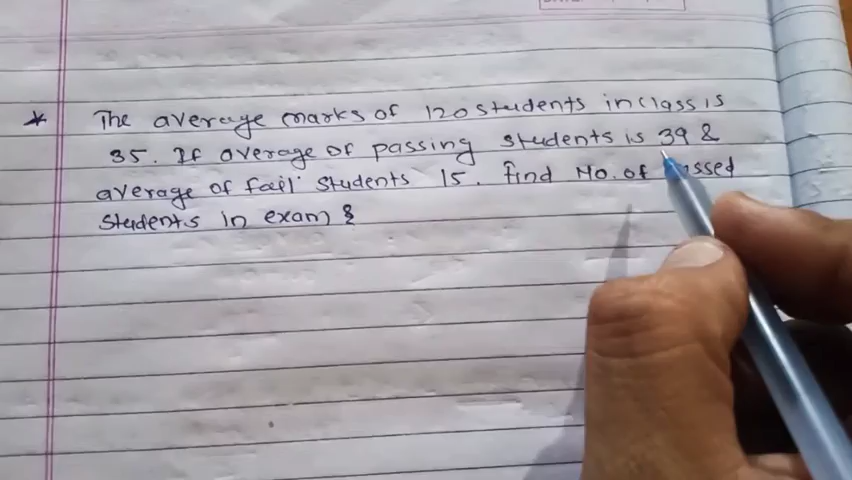 * The average marks of 120 students in class is
35. If average of passing students is 39 &
average of fail students 15. find No. of
students in exam ?